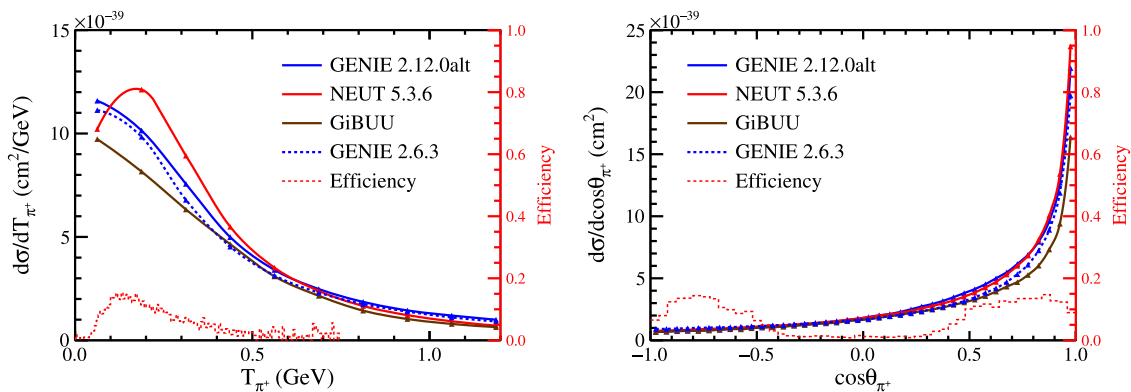 ×10⁻³⁹
15
10
5
0
dσ/dT_π⁺ (cm²/GeV)
GENIE 2.12.0alt
NEUT 5.3.6
GiBUU
GENIE 2.6.3
Efficiency
1.0
0.8
0.6
0.4
0.2
0.0
Efficiency
0.0 0.5 1.0
T_π⁺ (GeV)
×10⁻³⁹
25
20
15
10
5
0
dσ/dcosθ_π⁺ (cm²)
GENIE 2.12.0alt
NEUT 5.3.6
GiBUU
GENIE 2.6.3
Efficiency
1.0
0.8
0.6
0.4
0.2
0.0
Efficiency
−1.0 −0.5 0.0 0.5 1.0
cosθ_π⁺